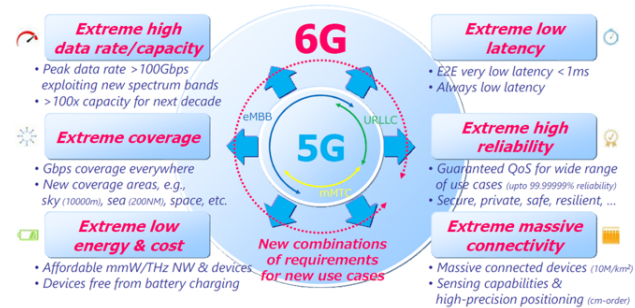 Extreme high
data rate/capacity
• Peak data rate >100Gbps
exploiting new spectrum bands
• >100x capacity for next decade
Extreme coverage
• Gbps coverage everywhere
• New coverage areas, e.g.,
sky (10000m), sea (200NM), space, etc.
Extreme low
energy & cost
• Affordable mmW/THz NW & devices
• Devices free from battery charging
6G
eMBB
URLLC
5G
mMTC
New combinations
of requirements
for new use cases
Extreme low
latency
• E2E very low latency <1ms
• Always low latency
Extreme high
reliability
• Guaranteed QoS for wide range
of use cases (upto 99.99999% reliability)
• Secure, private, safe, resilient, ...
Extreme massive
connectivity
• Massive connected devices (10M/km²)
• Sensing capabilities &
high-precision positioning (cm-order)